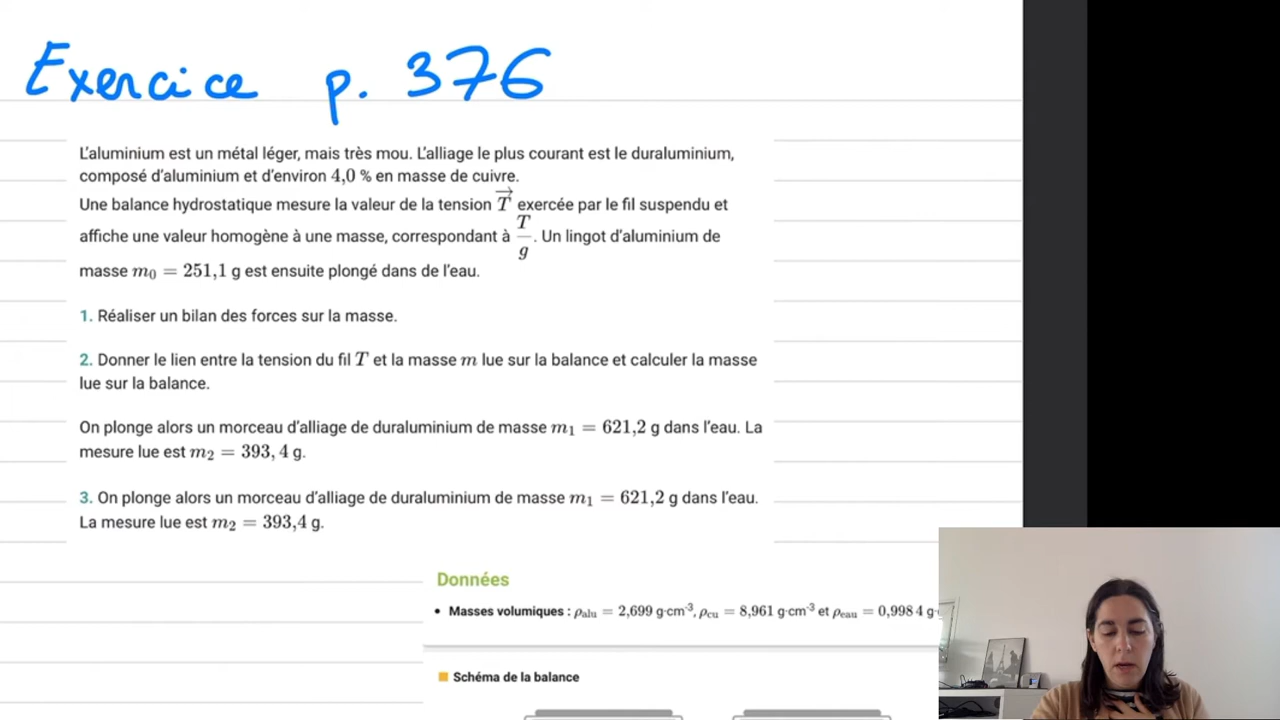 Exercice p. 376
L'aluminium est un métal léger, mais très mou. L'alliage le plus courant est le duraluminium,
composé d'aluminium et d'environ 4,0 % en masse de cuivre.
Une balance hydrostatique mesure la valeur de la tension \vec{T} exercée par le fil suspendu et
affiche une valeur homogène à une masse, correspondant à \frac{T}{g}. Un lingot d'aluminium de
masse m₀ = 251,1 g est ensuite plongé dans de l'eau.
1. Réaliser un bilan des forces sur la masse.
2. Donner le lien entre la tension du fil T et la masse m lue sur la balance et calculer la masse
lue sur la balance.
On plonge alors un morceau d'alliage de duraluminium de masse m₁ = 621,2 g dans l'eau. La
mesure lue est m₂ = 393, 4 g.
3. On plonge alors un morceau d'alliage de duraluminium de masse m₁ = 621,2 g dans l'eau.
La mesure lue est m₂ = 393,4 g.
Données
• Masses volumiques : ρalu = 2,699 g·cm⁻³, ρcu = 8,961 g·cm⁻³ et ρeau = 0,998 4 g·
Schéma de la balance